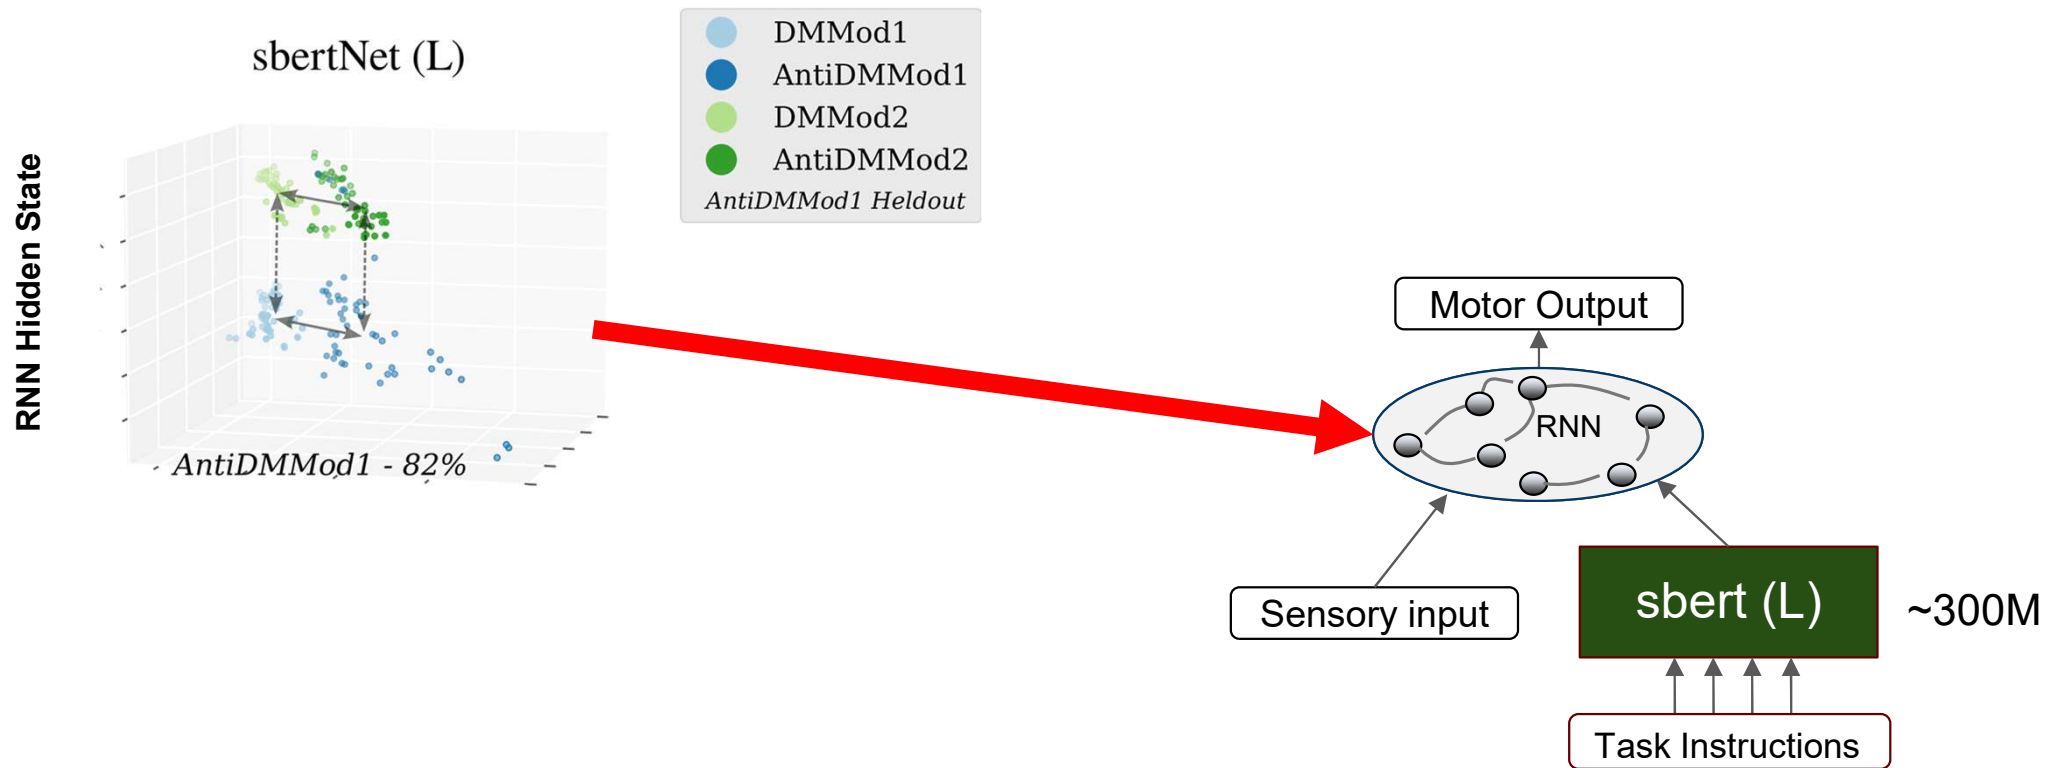 sbertNet (L)
DMMod1
AntiDMMod1
DMMod2
AntiDMMod2
AntiDMMod1 Heldout
RNN Hidden State
AntiDMMod1 - 82%
Motor Output
RNN
Sensory input
sbert (L)
~300M
Task Instructions